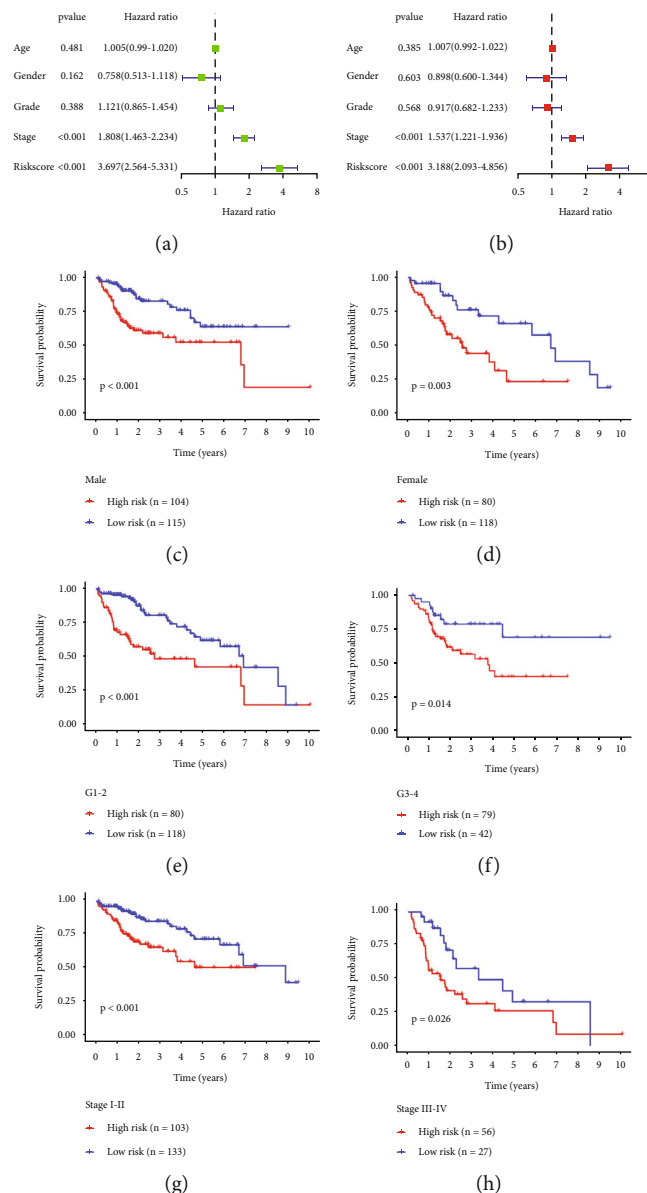 pvalue Hazard ratio
Age 0.481 1.005(0.99-1.020)
Gender 0.162 0.758(0.513-1.118)
Grade 0.388 1.121(0.865-1.454)
Stage <0.001 1.808(1.463-2.234)
Riskscore <0.001 3.697(2.564-5.331)
0.5 1 2 4 8
Hazard ratio
(a)
pvalue Hazard ratio
Age 0.385 1.007(0.992-1.022)
Gender 0.603 0.898(0.600-1.344)
Grade 0.568 0.917(0.682-1.233)
Stage <0.001 1.537(1.221-1.936)
Riskscore <0.001 3.188(2.093-4.856)
0.5 1 2 4
Hazard ratio
(b)
Survival probability
1.00
0.75
0.50
0.25
0.00
p < 0.001
0 1 2 3 4 5 6 7 8 9 10
Time (years)
Male
High risk (n = 104)
Low risk (n = 115)
(c)
Survival probability
1.00
0.75
0.50
0.25
0.00
p = 0.003
0 1 2 3 4 5 6 7 8 9 10
Time (years)
Female
High risk (n = 80)
Low risk (n = 118)
(d)
Survival probability
1.00
0.75
0.50
0.25
0.00
p < 0.001
0 1 2 3 4 5 6 7 8 9 10
Time (years)
G1-2
High risk (n = 80)
Low risk (n = 118)
(e)
Survival probability
1.00
0.75
0.50
0.25
0.00
p = 0.014
0 1 2 3 4 5 6 7 8 9 10
Time (years)
G3-4
High risk (n = 79)
Low risk (n = 42)
(f)
Survival probability
1.00
0.75
0.50
0.25
0.00
p < 0.001
0 1 2 3 4 5 6 7 8 9 10
Time (years)
Stage I-II
High risk (n = 103)
Low risk (n = 133)
(g)
Survival probability
1.00
0.75
0.50
0.25
0.00
p = 0.026
0 1 2 3 4 5 6 7 8 9 10
Time (years)
Stage III-IV
High risk (n = 56)
Low risk (n = 27)
(h)